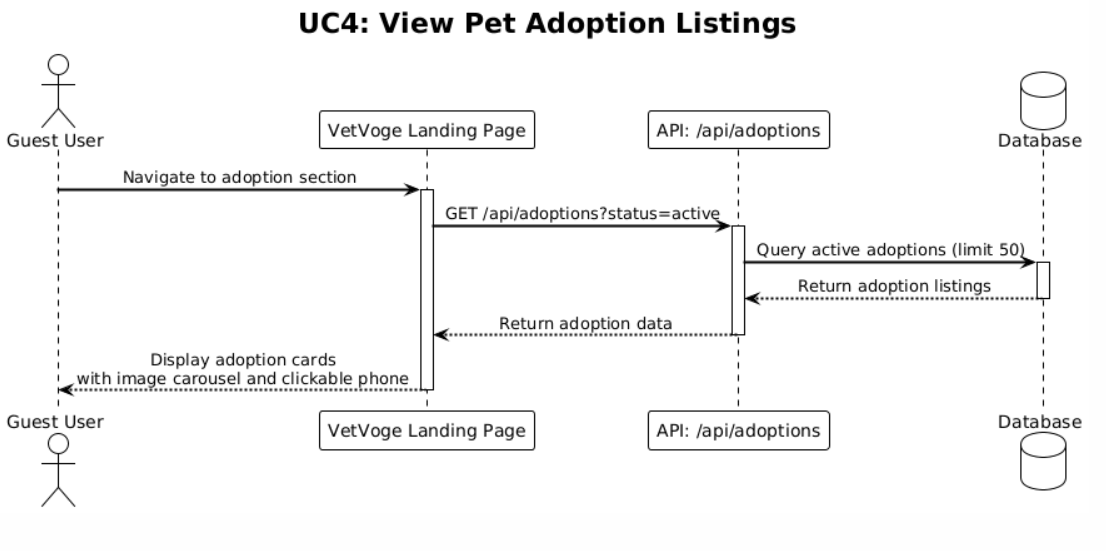 UC4: View Pet Adoption Listings
Guest User
VetVoge Landing Page
API: /api/adoptions
Database
Navigate to adoption section
GET /api/adoptions?status=active
Query active adoptions (limit 50)
Return adoption listings
Return adoption data
Display adoption cards
with image carousel and clickable phone
Guest User
VetVoge Landing Page
API: /api/adoptions
Database